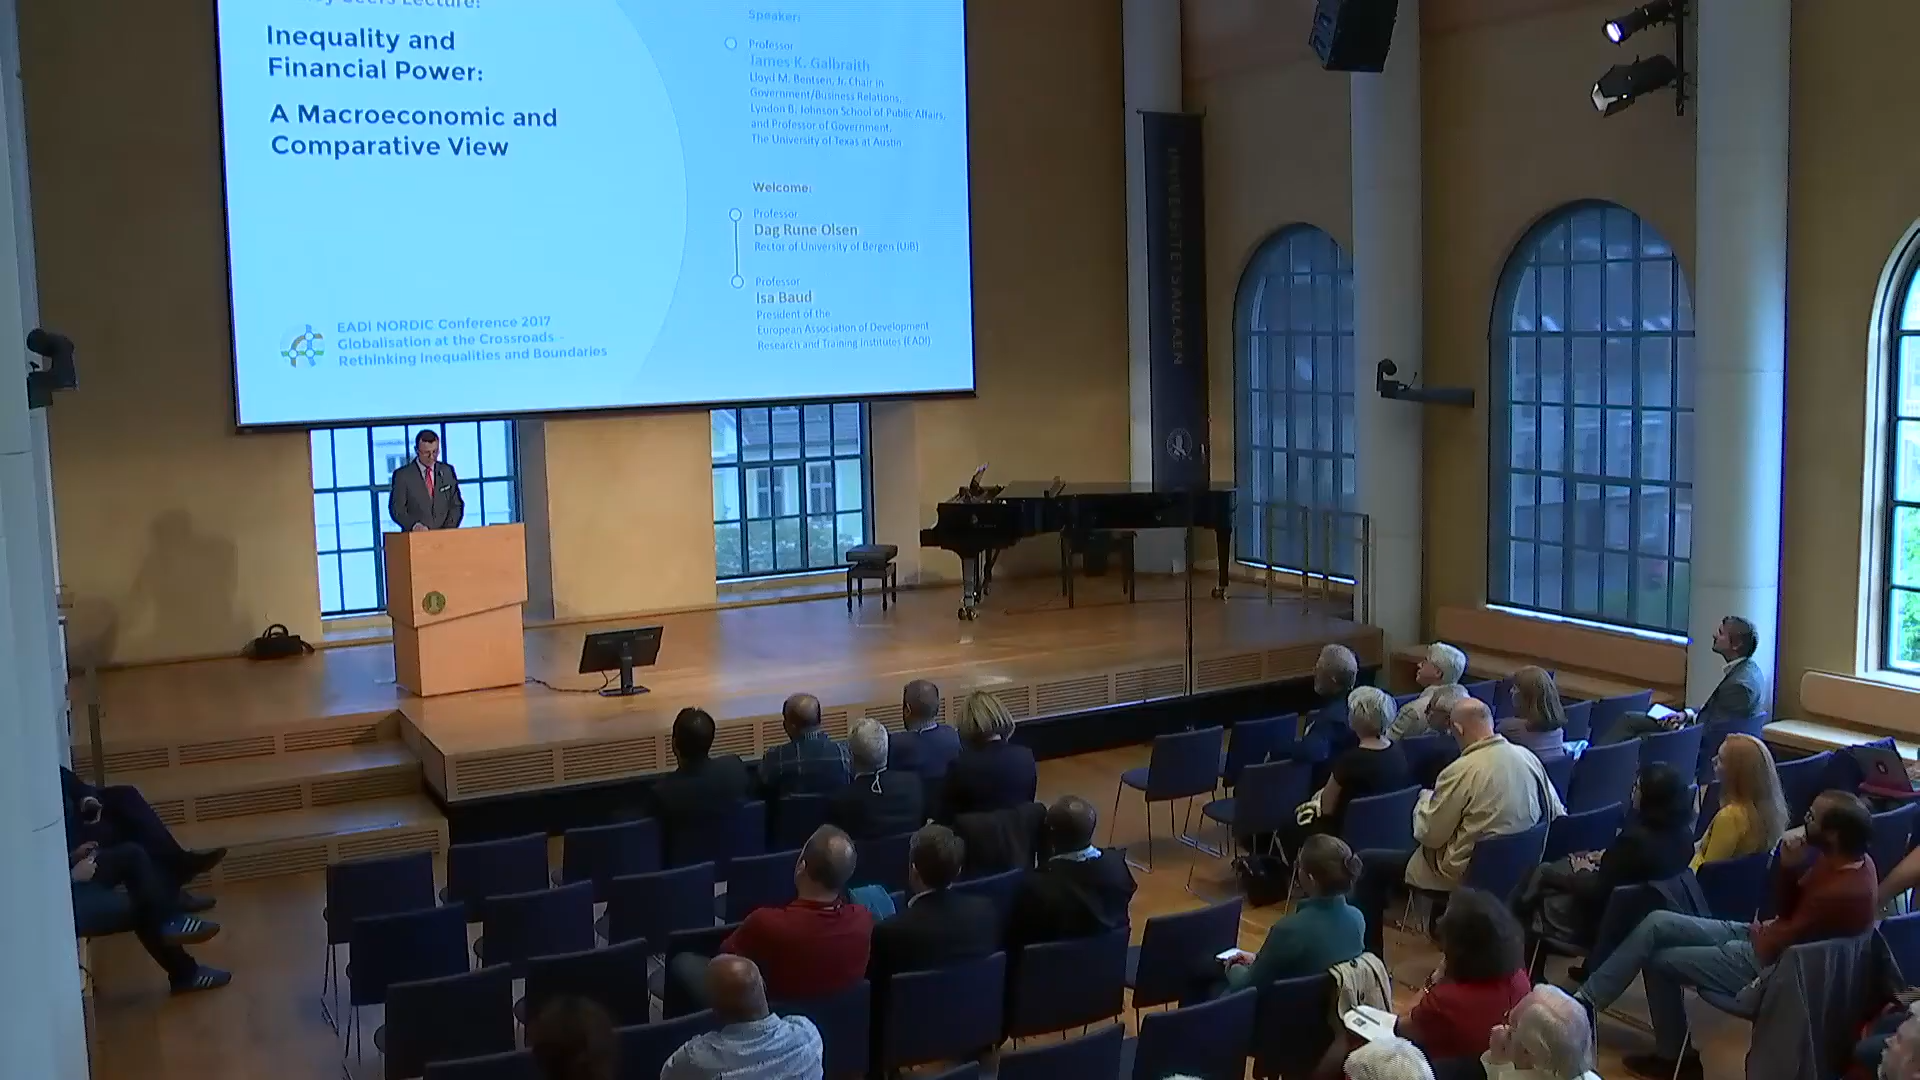 Lecture:
Inequality and
Financial Power:
A Macroeconomic and
Comparative View
EADI NORDIC Conference 2017
Globalisation at the Crossroads -
Rethinking Inequalities and Boundaries
Speaker:
Professor
James K. Galbraith
Lloyd M. Bentsen, Jr. Chair in
Government/Business Relations,
Lyndon B. Johnson School of Public Affairs,
and Professor of Government,
The University of Texas at Austin
Welcome:
Professor
Dag Rune Olsen
Rector of University of Bergen (UiB)
Professor
Isa Baud
President of the
European Association of Development
Research and Training Institutes (EADI)
UNIVERSITETSAULAEN